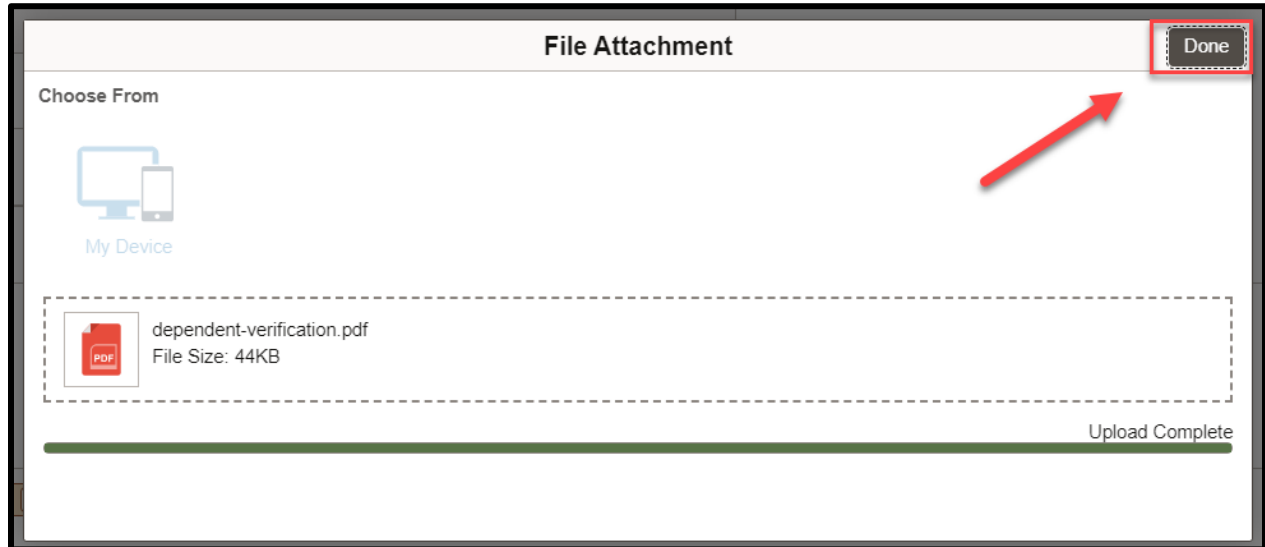 File Attachment
Done
Choose From
My Device
dependent-verification.pdf
PDF
File Size: 44KB
Upload Complete